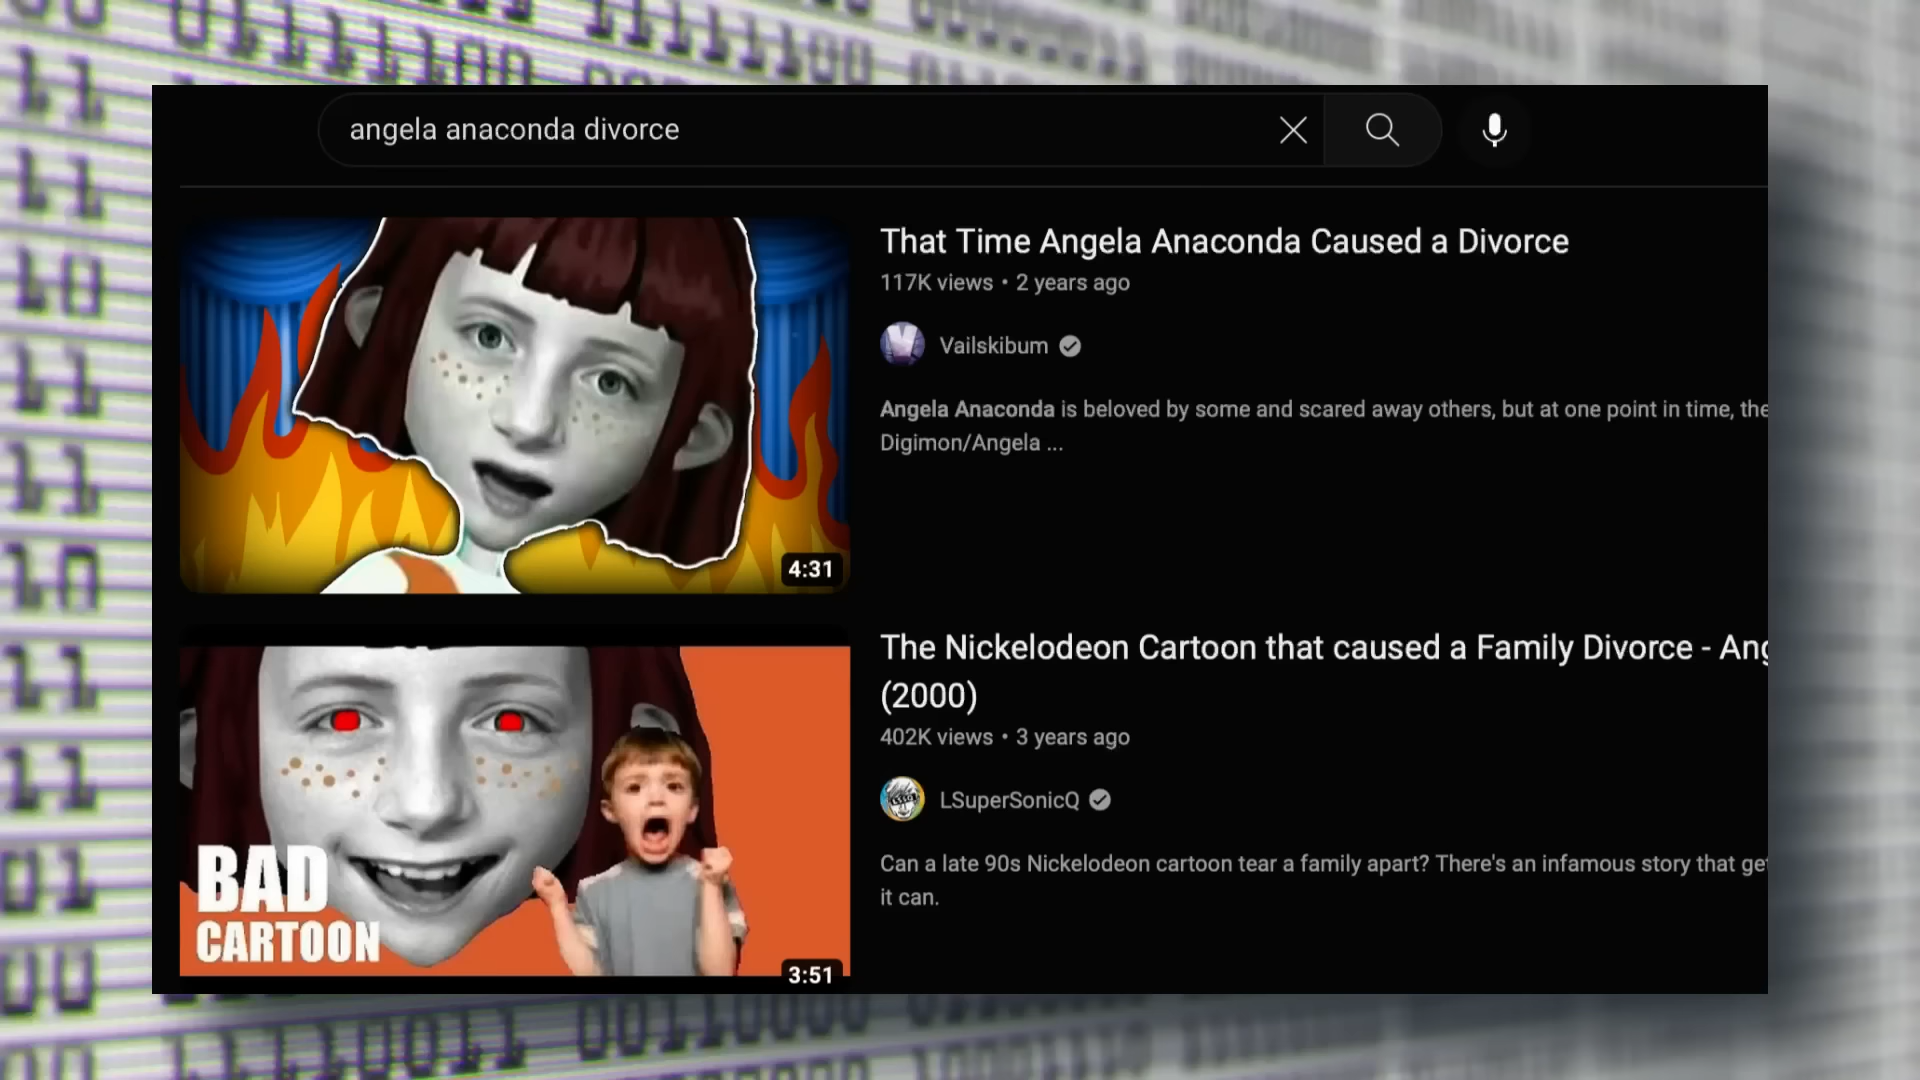 angela anaconda divorce
That Time Angela Anaconda Caused a Divorce
117K views • 2 years ago
Vailskibum
Angela Anaconda is beloved by some and scared away others, but at one point in time, the
Digimon/Angela ...
4:31
The Nickelodeon Cartoon that caused a Family Divorce - Ang
(2000)
402K views • 3 years ago
LSuperSonicQ
Can a late 90s Nickelodeon cartoon tear a family apart? There's an infamous story that get
it can.
BAD
CARTOON
3:51